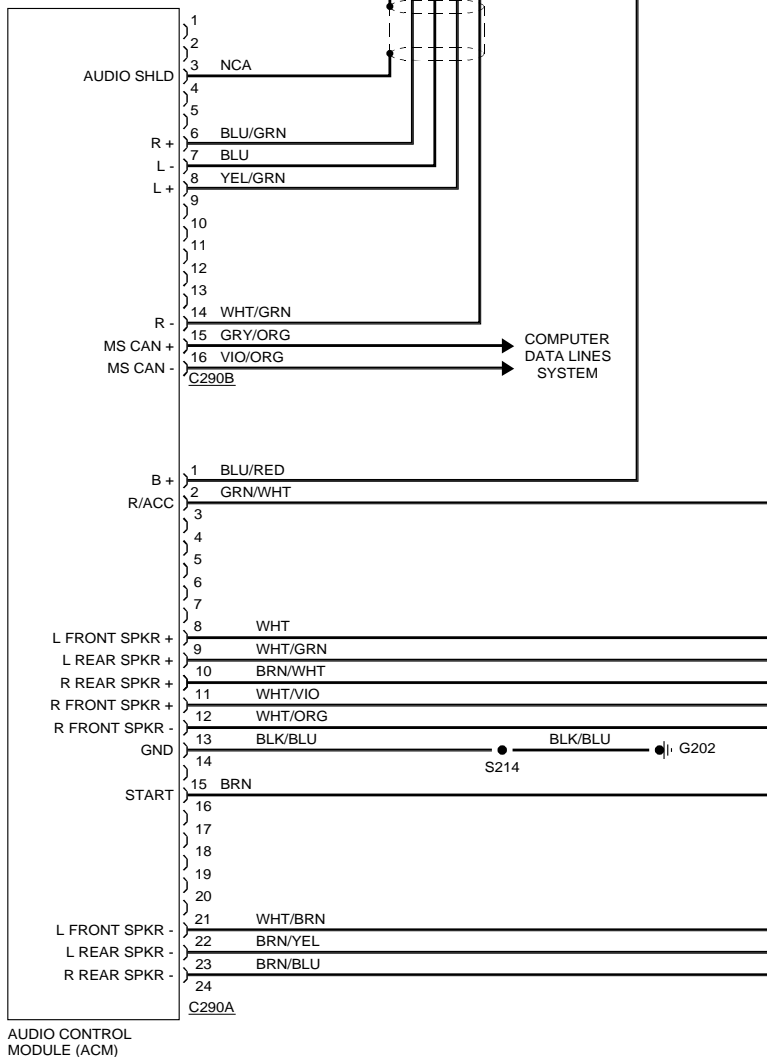 1
2
AUDIO SHLD 3 NCA
4
5
R + 6 BLU/GRN
L - 7 BLU
L + 8 YEL/GRN
9
10
11
12
13
R - 14 WHT/GRN
MS CAN + 15 GRY/ORG
MS CAN - 16 VIO/ORG
C290B
COMPUTER
DATA LINES
SYSTEM
B + 1 BLU/RED
R/ACC 2 GRN/WHT
3
4
5
6
7
L FRONT SPKR + 8 WHT
L REAR SPKR + 9 WHT/GRN
R REAR SPKR + 10 BRN/WHT
R FRONT SPKR + 11 WHT/VIO
R FRONT SPKR - 12 WHT/ORG
GND 13 BLK/BLU BLK/BLU G202
S214
14
START 15 BRN
16
17
18
19
20
L FRONT SPKR - 21 WHT/BRN
L REAR SPKR - 22 BRN/YEL
R REAR SPKR - 23 BRN/BLU
24
C290A
AUDIO CONTROL
MODULE (ACM)